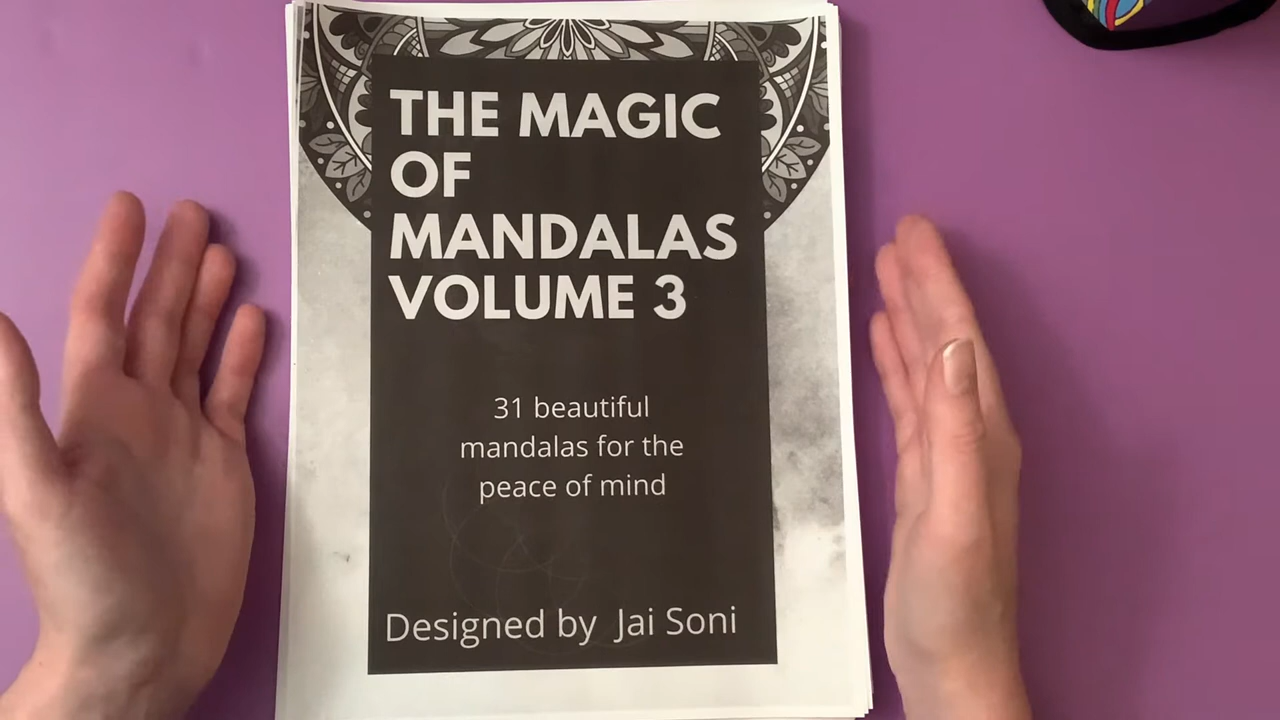 THE MAGIC
OF
MANDALAS
VOLUME 3
31 beautiful
mandalas for the
peace of mind
Designed by Jai Soni